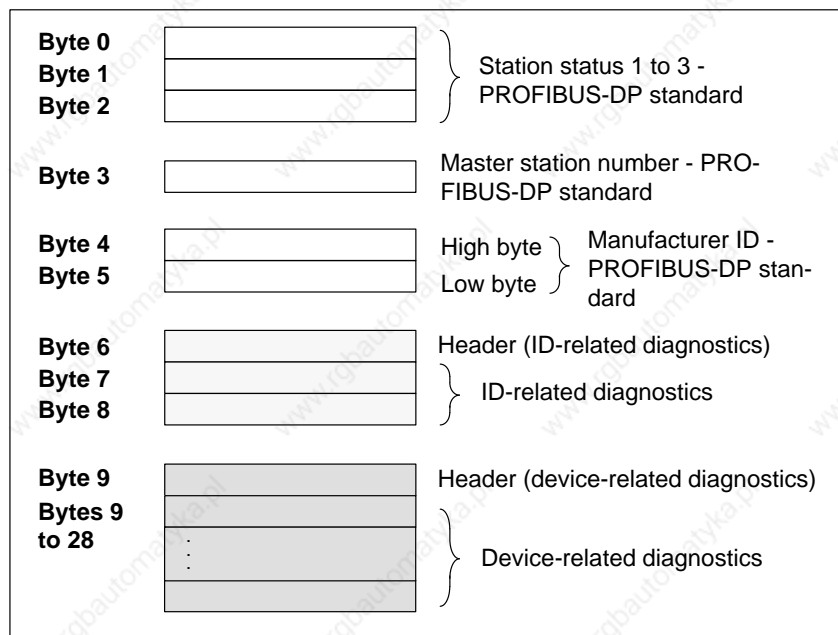 Byte 0
Byte 1
Byte 2
Station status 1 to 3 -
PROFIBUS-DP standard
Byte 3
Master station number - PRO-
FIBUS-DP standard
Byte 4
Byte 5
High byte
Low byte
Manufacturer ID -
PROFIBUS-DP stan-
dard
Byte 6
Header (ID-related diagnostics)
Byte 7
Byte 8
ID-related diagnostics
Byte 9
Header (device-related diagnostics)
Bytes 9
to 28
Device-related diagnostics
www.rgbautomatyka.pl